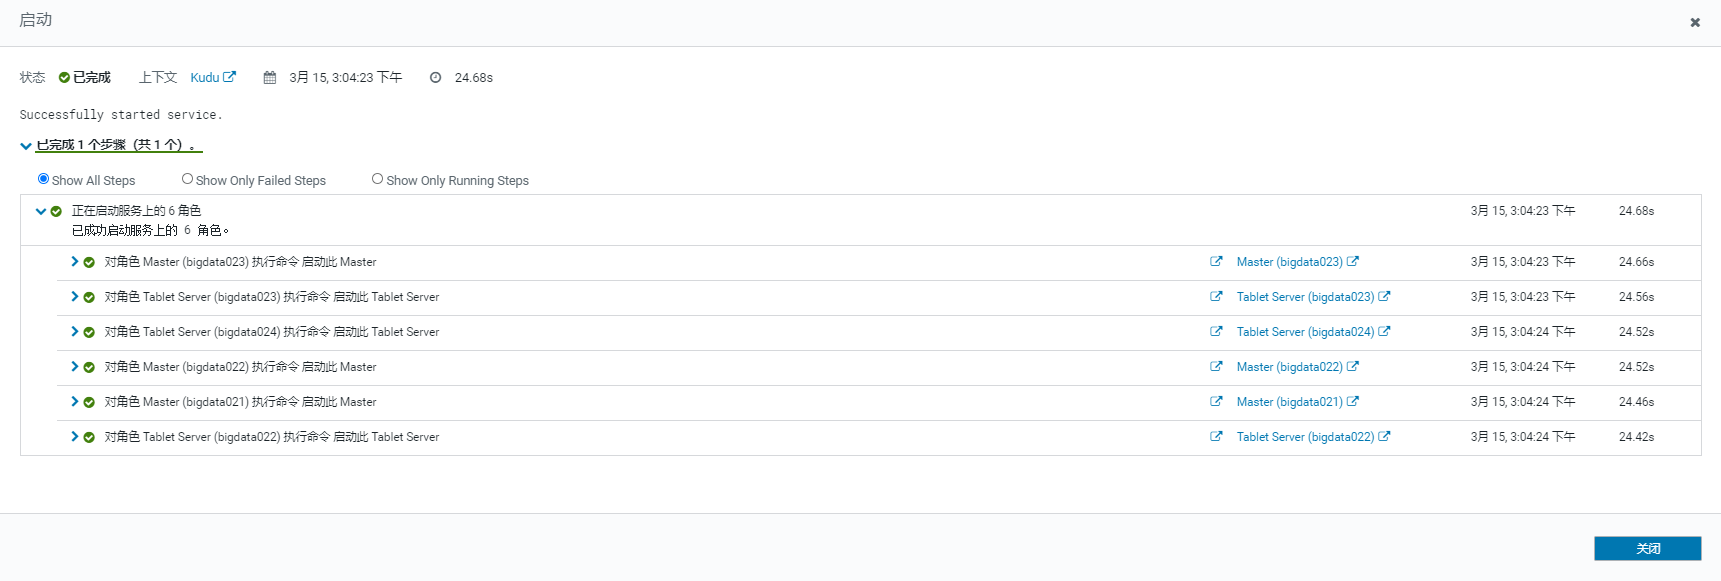 启动
状态 已完成 上下文 Kudu 3月 15, 3:04:23 下午 24.68s
Successfully started service.
已完成 1 个步骤（共 1 个）。
Show All Steps Show Only Failed Steps Show Only Running Steps
正在启动服务上的 6 角色 3月 15, 3:04:23 下午 24.68s
已成功启动服务上的 6 角色。
对角色 Master (bigdata023) 执行命令 启动此 Master Master (bigdata023) 3月 15, 3:04:23 下午 24.66s
对角色 Tablet Server (bigdata023) 执行命令 启动此 Tablet Server Tablet Server (bigdata023) 3月 15, 3:04:23 下午 24.56s
对角色 Tablet Server (bigdata024) 执行命令 启动此 Tablet Server Tablet Server (bigdata024) 3月 15, 3:04:24 下午 24.52s
对角色 Master (bigdata022) 执行命令 启动此 Master Master (bigdata022) 3月 15, 3:04:24 下午 24.52s
对角色 Master (bigdata021) 执行命令 启动此 Master Master (bigdata021) 3月 15, 3:04:24 下午 24.46s
对角色 Tablet Server (bigdata022) 执行命令 启动此 Tablet Server Tablet Server (bigdata022) 3月 15, 3:04:24 下午 24.42s
关闭